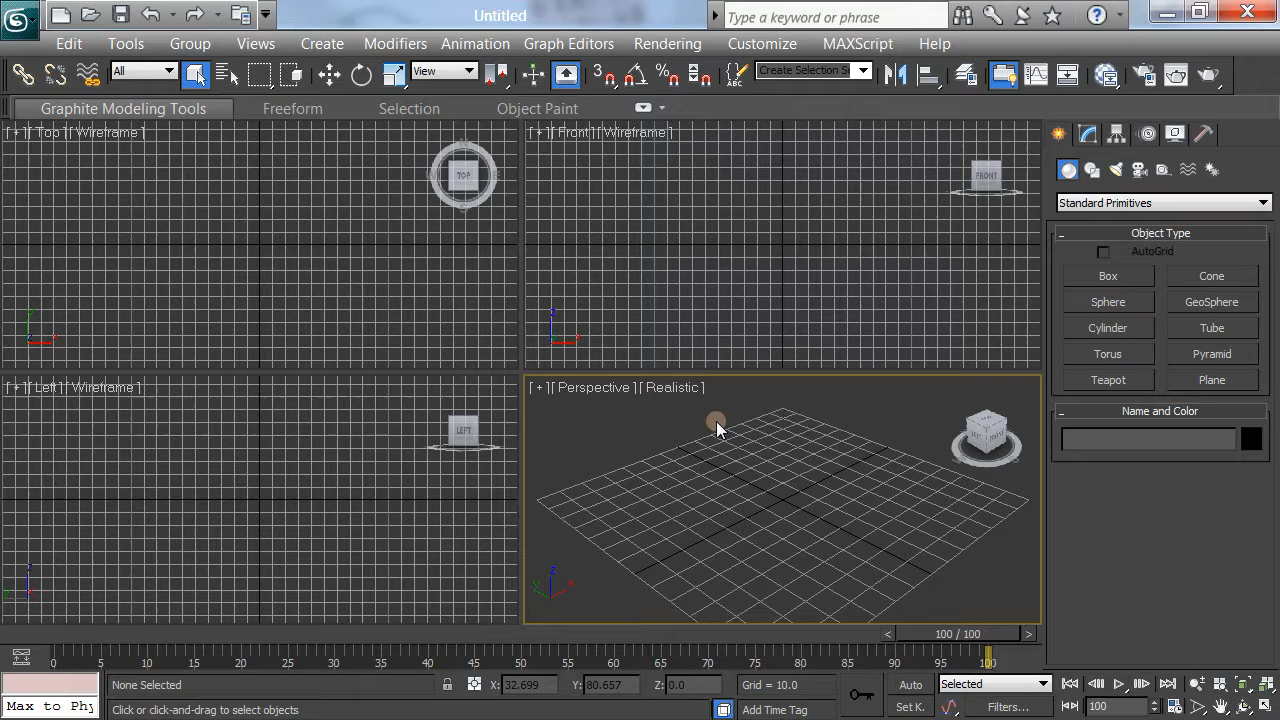 Untitled
Type a keyword or phrase
Edit Tools Group Views Create Modifiers Animation Graph Editors Rendering Customize MAXScript Help
All View Create Selection Se
Graphite Modeling Tools Freeform Selection Object Paint
[ + ] [ Top ] [ Wireframe ]
TOP
[ + ] [ Front ] [ Wireframe ]
FRONT
Standard Primitives
Object Type
AutoGrid
Box Cone
Sphere GeoSphere
Cylinder Tube
Torus Pyramid
Teapot Plane
Name and Color
[ + ] [ Left ] [ Wireframe ]
LEFT
[ + ] [ Perspective ] [ Realistic ]
< 100 / 100 >
0 5 10 15 20 25 30 35 40 45 50 55 60 65 70 75 80 85 90 95 100
None Selected X: 32.699 Y: 80.657 Z: 0.0 Grid = 10.0 Auto Selected
Max to Phy Click or click-and-drag to select objects Add Time Tag Set K. Filters... 100